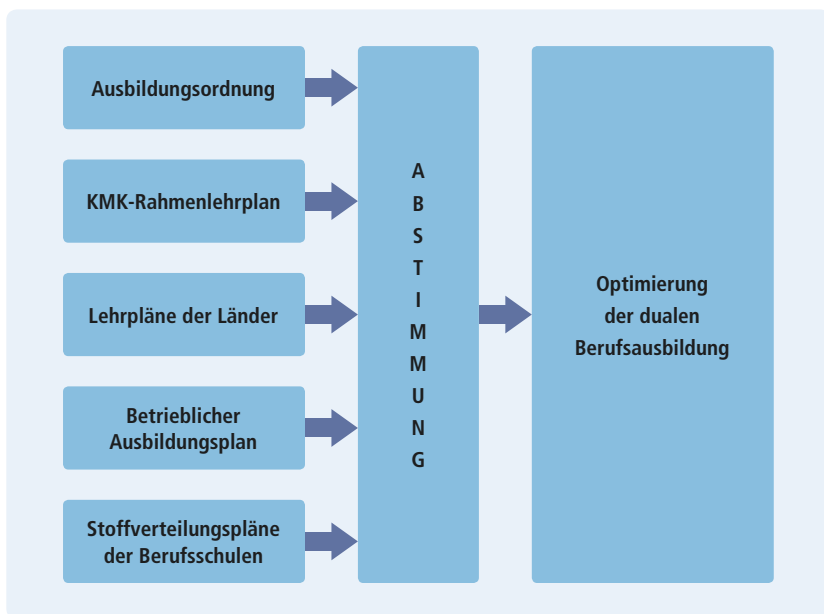 Ausbildungsordnung
KMK-Rahmenlehrplan
Lehrpläne der Länder
Betrieblicher
Ausbildungsplan
Stoffverteilungspläne
der Berufsschulen
A
B
S
T
I
M
M
U
N
G
Optimierung
der dualen
Berufsausbildung